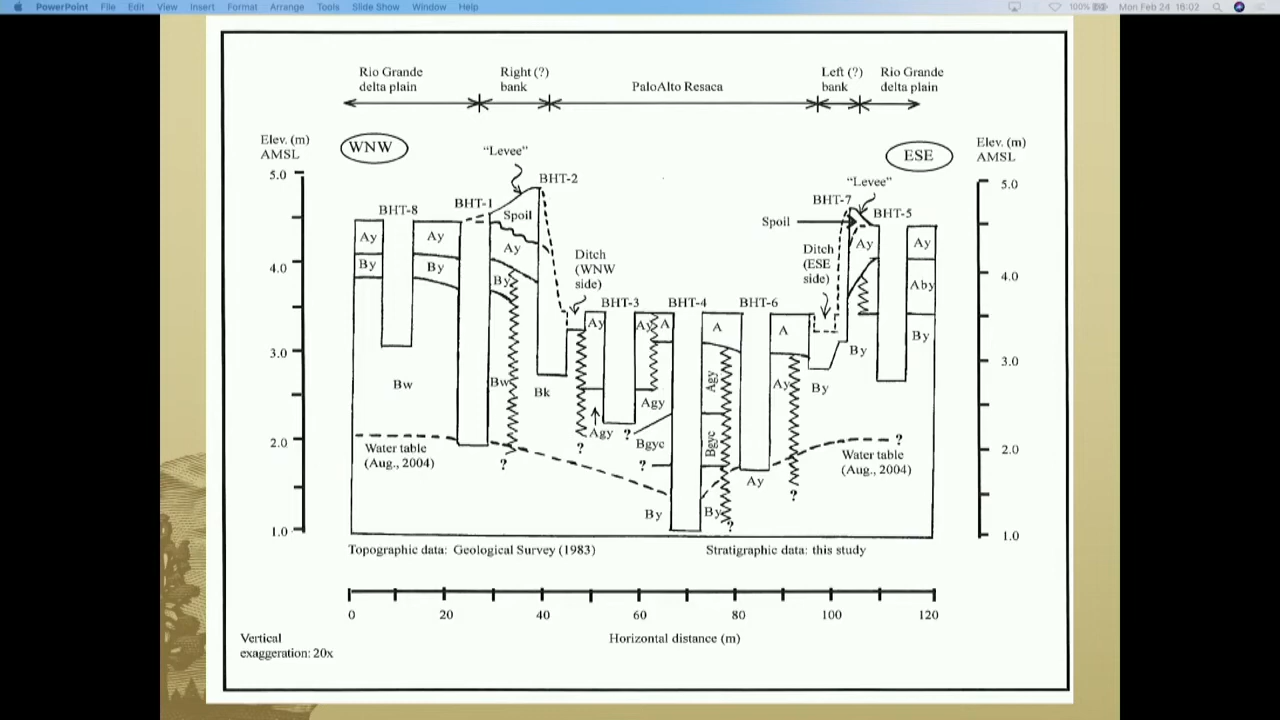 PowerPoint File Edit View Insert Format Arrange Tools Slide Show Window Help
100% Mon Feb 24 16:02
Rio Grande
delta plain
Right (?)
bank
PaloAlto Resaca
Left (?)
bank
Rio Grande
delta plain
Elev. (m)
AMSL
WNW
ESE
Elev. (m)
AMSL
"Levee"
"Levee"
5.0
4.0
3.0
2.0
1.0
5.0
4.0
3.0
2.0
1.0
BHT-8
BHT-1
BHT-2
BHT-3
BHT-4
BHT-6
BHT-7
BHT-5
Spoil
Spoil
Ditch
(WNW
side)
Ditch
(ESE
side)
Ay
Ay
Ay
Ay
Ay
A
A
A
Ay
Ay
By
By
By
Aby
Bw
Bw
Bk
Agy
Agy
Agy
Ay
By
By
By
?
?
?
Bgyc
Bgyc
?
Water table
(Aug., 2004)
Water table
(Aug., 2004)
?
?
Ay
By
By
?
?
Topographic data: Geological Survey (1983)
Stratigraphic data: this study
0 20 40 60 80 100 120
Horizontal distance (m)
Vertical
exaggeration: 20x